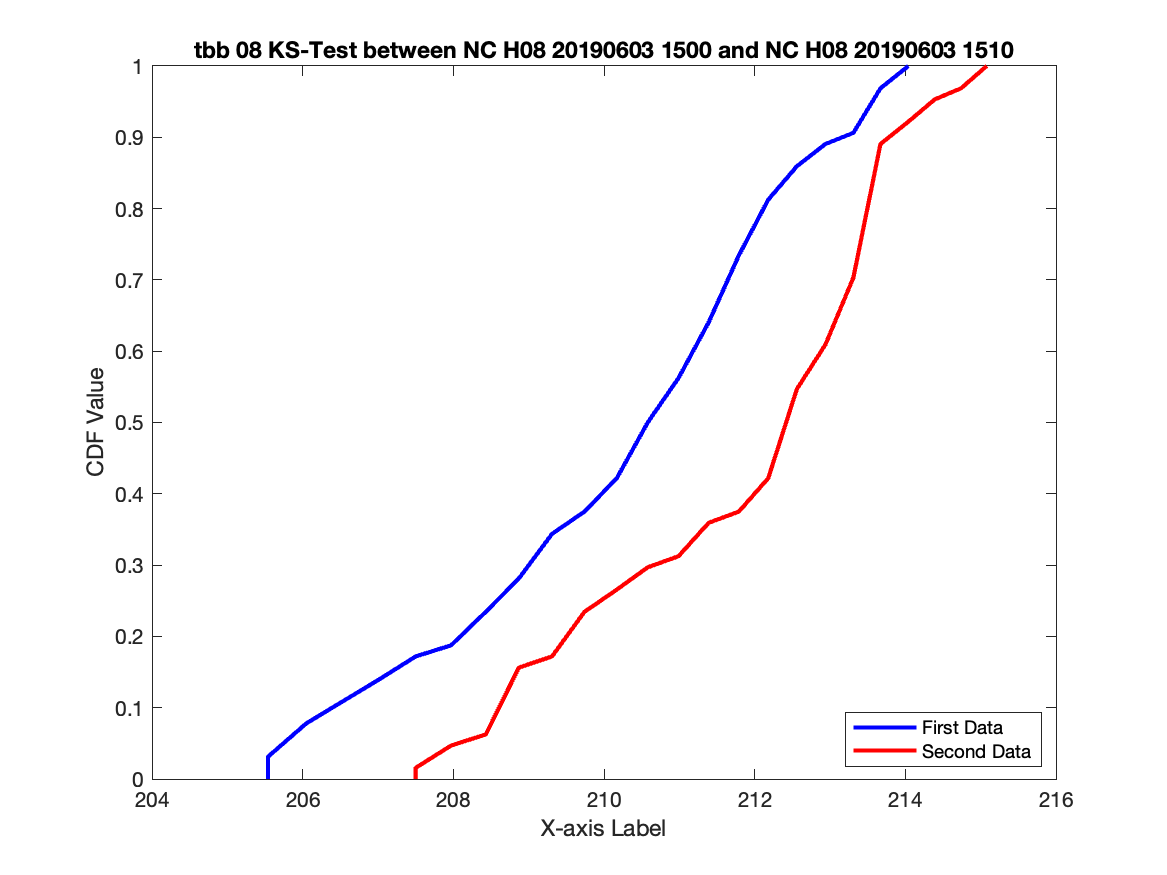 tbb 08 KS-Test between NC H08 20190603 1500 and NC H08 20190603 1510
1
0.9
0.8
0.7
0.6
0.5
0.4
0.3
0.2
0.1
0
CDF Value
First Data
Second Data
204 206 208 210 212 214 216
X-axis Label